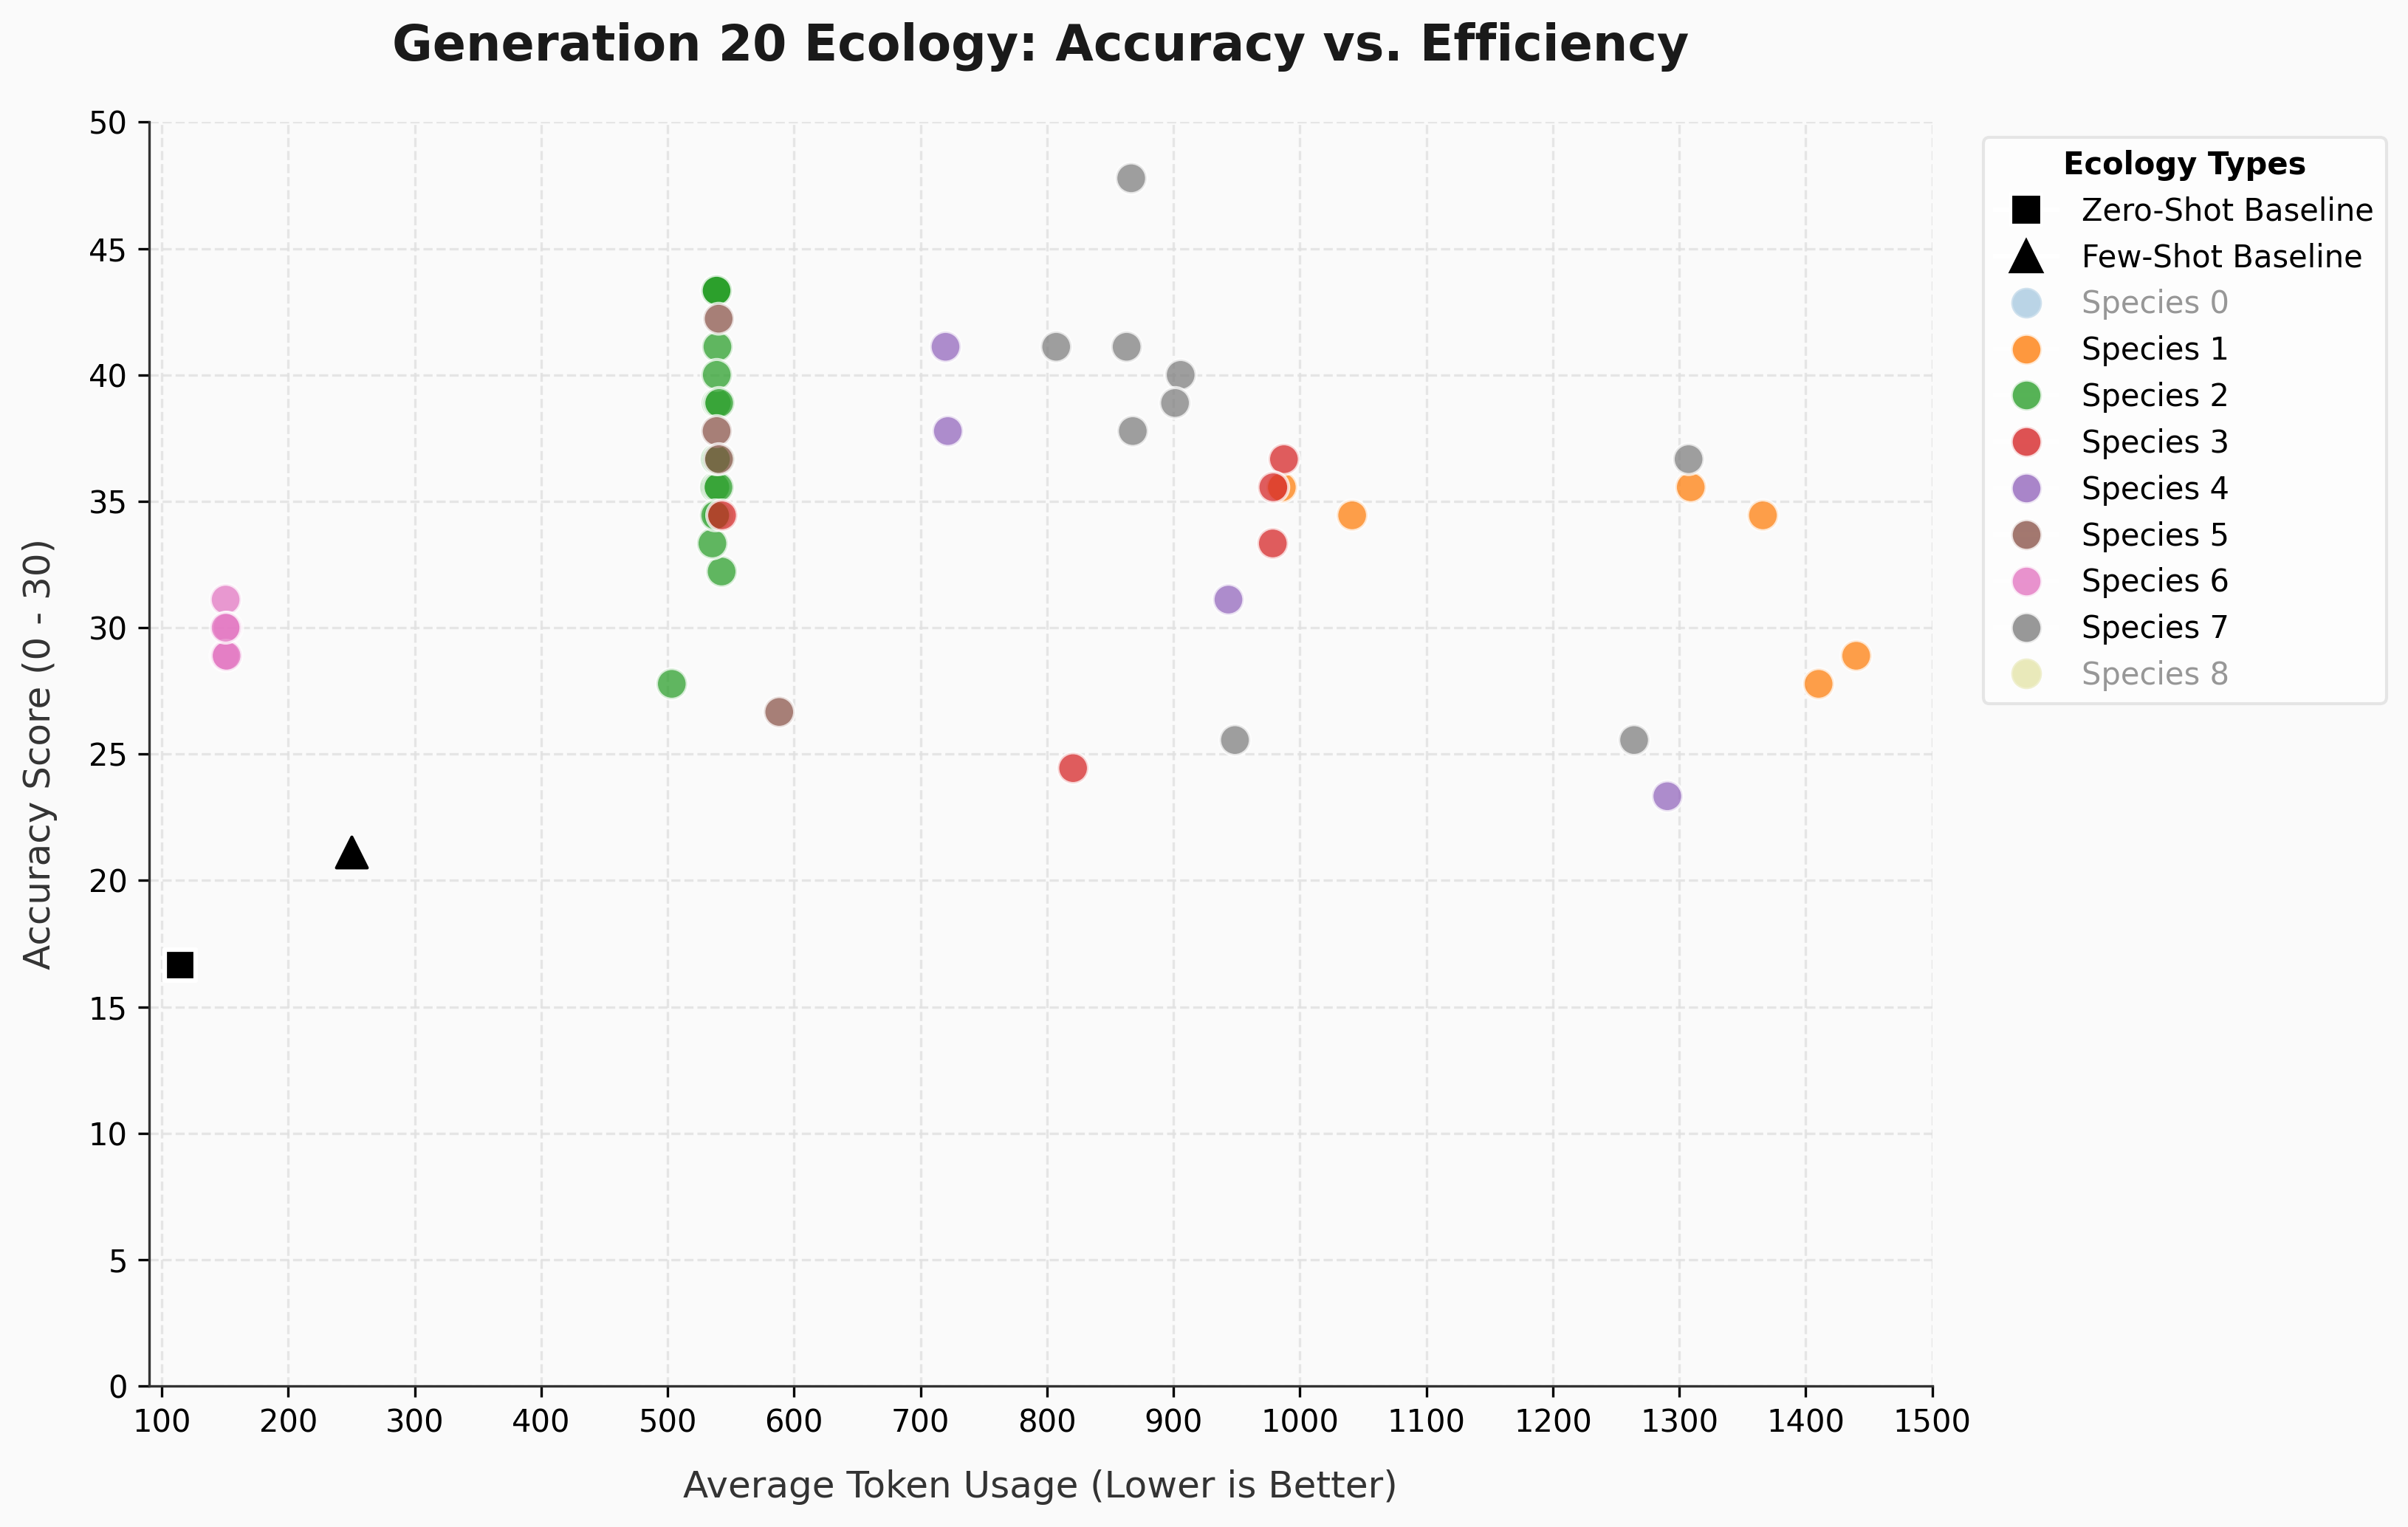 Generation 20 Ecology: Accuracy vs. Efficiency
50
45
40
35
30
25
20
15
10
5
0
Accuracy Score (0 - 30)
100 200 300 400 500 600 700 800 900 1000 1100 1200 1300 1400 1500
Average Token Usage (Lower is Better)
Ecology Types
Zero-Shot Baseline
Few-Shot Baseline
Species 0
Species 1
Species 2
Species 3
Species 4
Species 5
Species 6
Species 7
Species 8